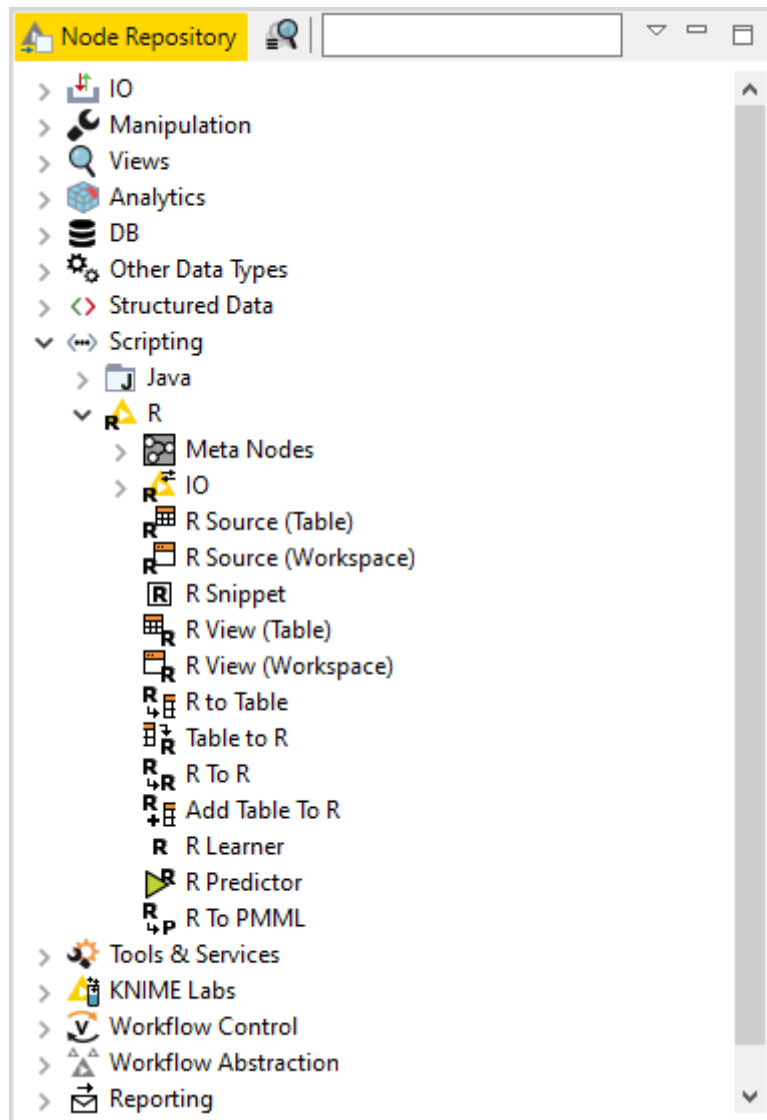 Node Repository
IO
Manipulation
Views
Analytics
DB
Other Data Types
Structured Data
Scripting
Java
R
Meta Nodes
IO
R Source (Table)
R Source (Workspace)
R Snippet
R View (Table)
R View (Workspace)
R to Table
Table to R
R To R
Add Table To R
R Learner
R Predictor
R To PMML
Tools & Services
KNIME Labs
Workflow Control
Workflow Abstraction
Reporting